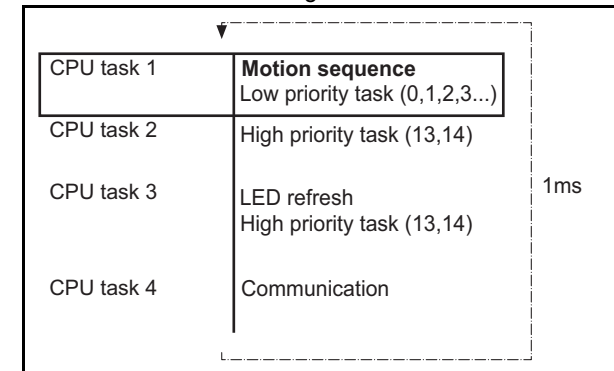 CPU task 1
Motion sequence
Low priority task (0,1,2,3...)
CPU task 2
High priority task (13,14)
CPU task 3
LED refresh
High priority task (13,14)
1ms
CPU task 4
Communication